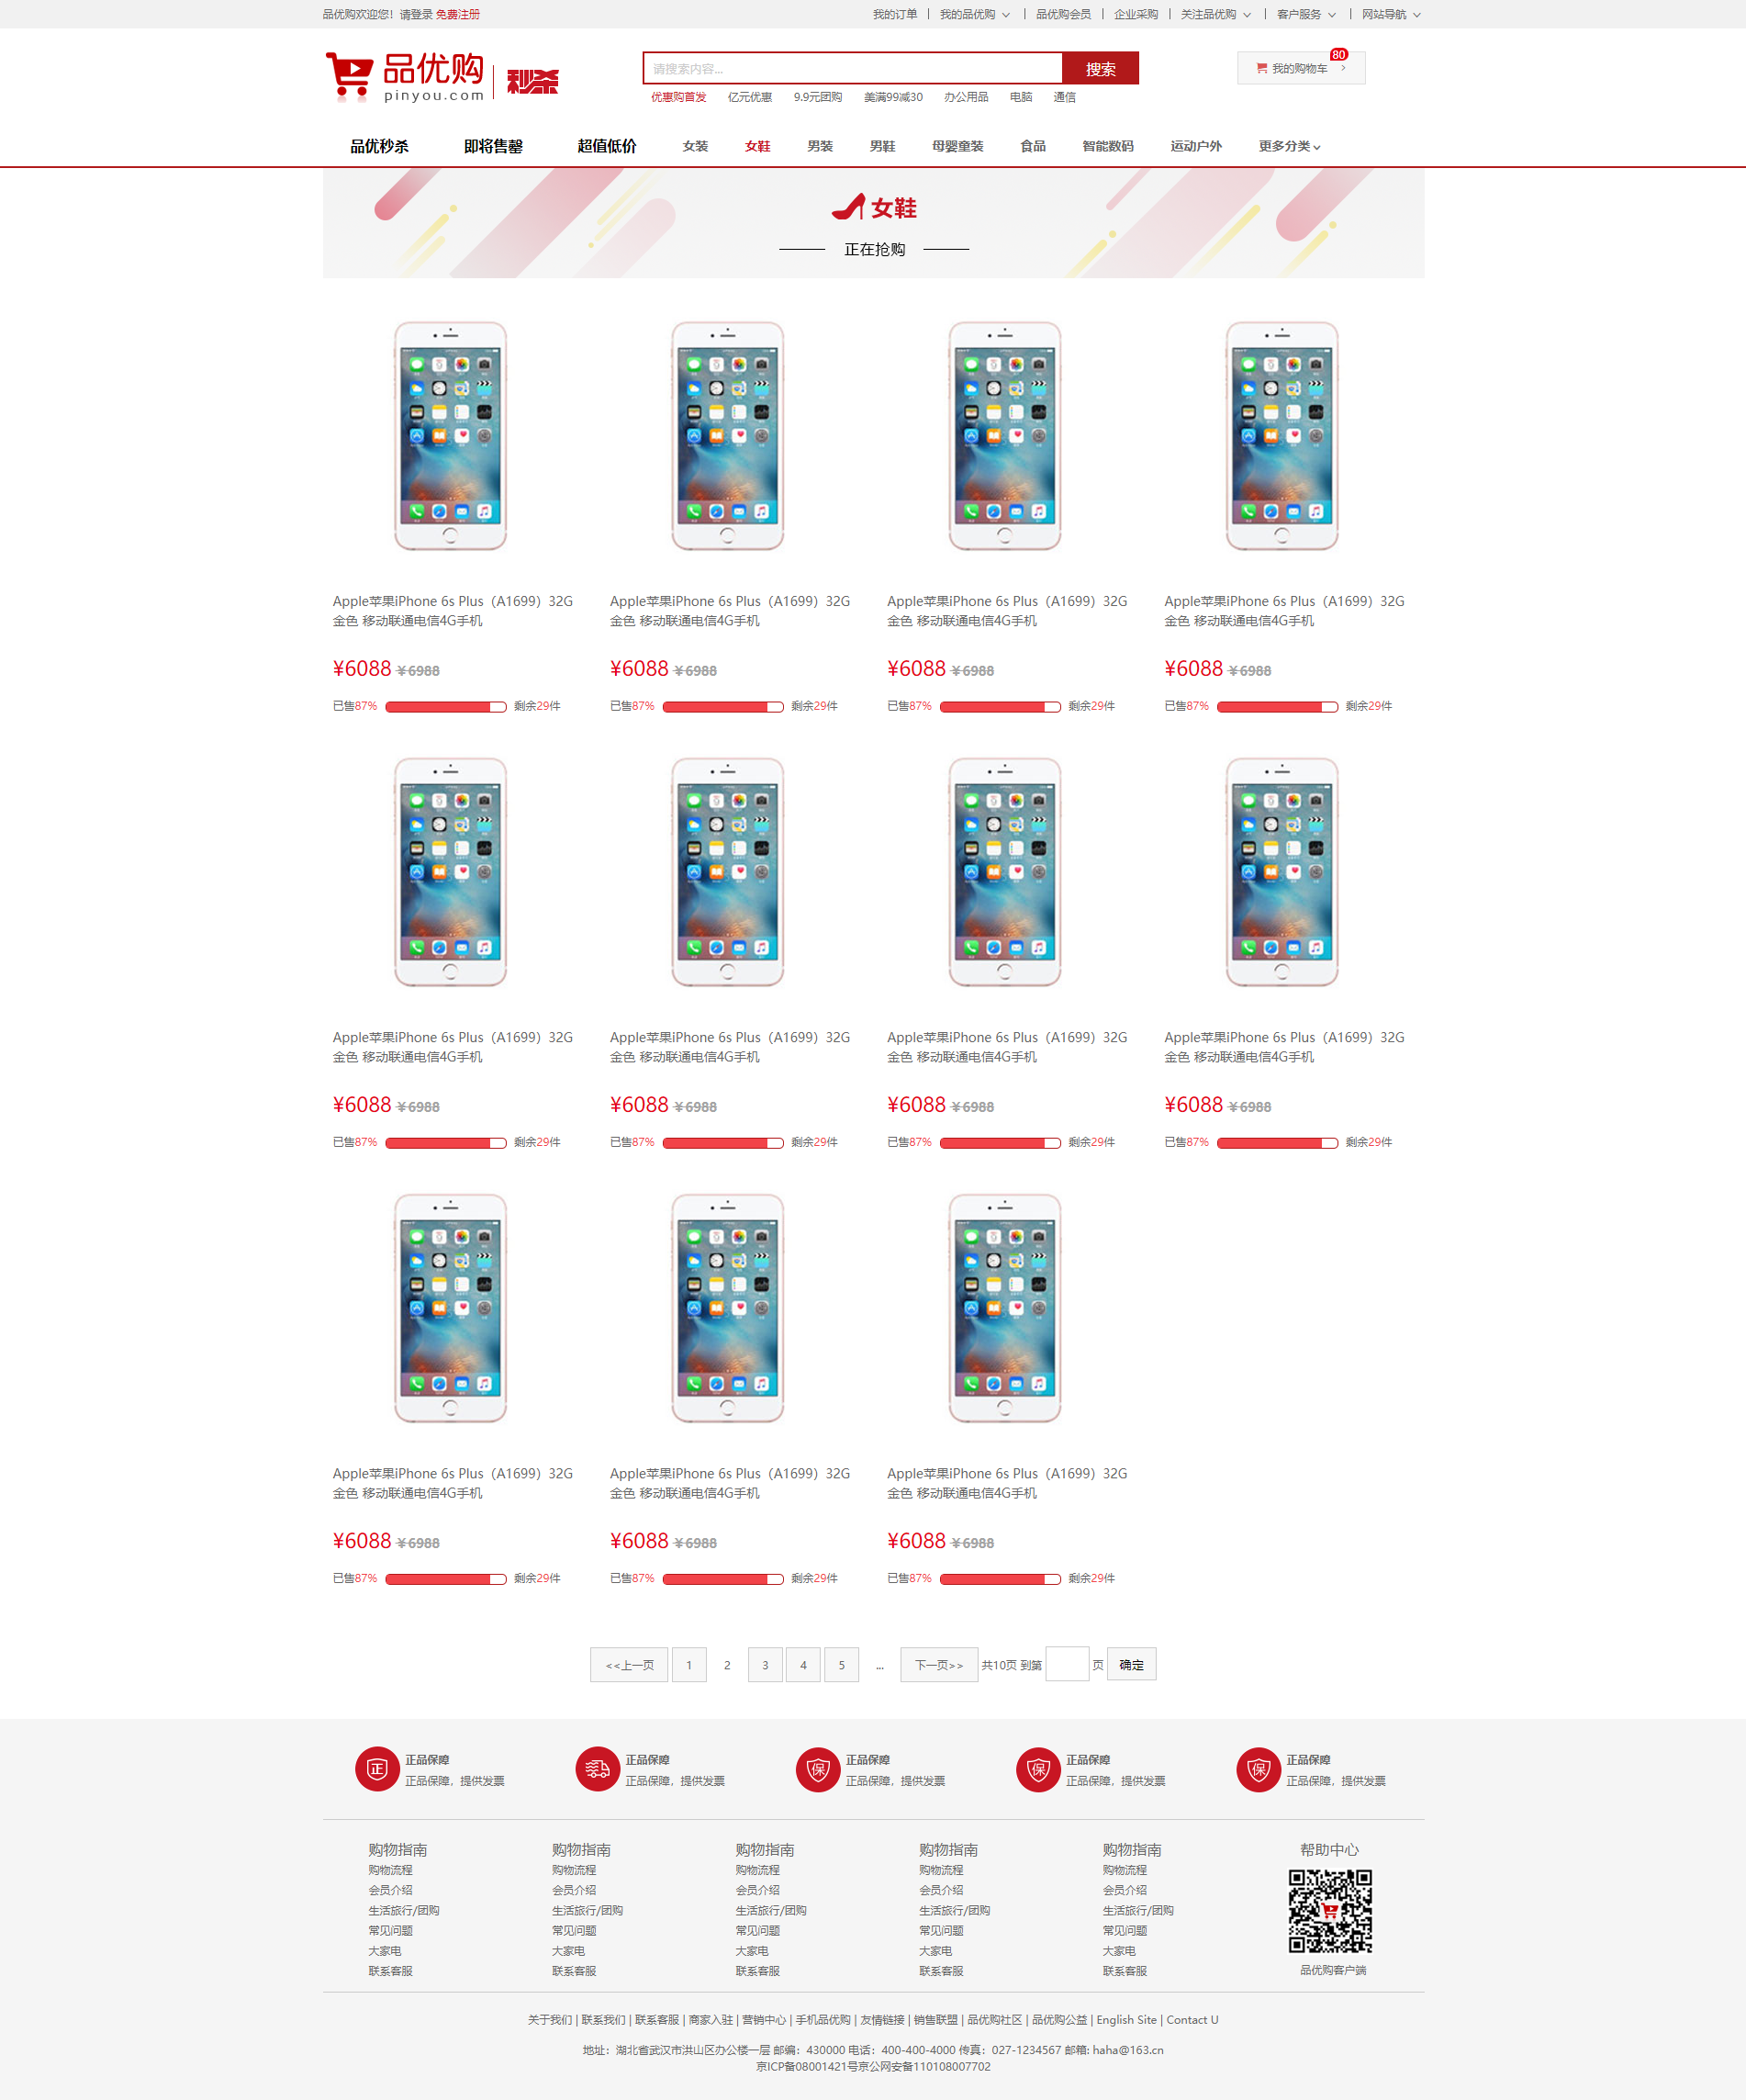 品优购欢迎您！请登录 免费注册
我的订单 我的品优购 品优购会员 企业采购 关注品优购 客户服务 网站导航
品优购
pinyou.com
秒杀
请搜索内容...
搜索
80
我的购物车
优惠购首发 亿元优惠 9.9元团购 美满99减30 办公用品 电脑 通信
品优秒杀 即将售罄 超值低价 女装 女鞋 男装 男鞋 母婴童装 食品 智能数码 运动户外 更多分类
女鞋
正在抢购
Apple苹果iPhone 6s Plus（A1699）32G
金色 移动联通电信4G手机
¥6088 ¥6988
已售87% 剩余29件
Apple苹果iPhone 6s Plus（A1699）32G
金色 移动联通电信4G手机
¥6088 ¥6988
已售87% 剩余29件
Apple苹果iPhone 6s Plus（A1699）32G
金色 移动联通电信4G手机
¥6088 ¥6988
已售87% 剩余29件
Apple苹果iPhone 6s Plus（A1699）32G
金色 移动联通电信4G手机
¥6088 ¥6988
已售87% 剩余29件
Apple苹果iPhone 6s Plus（A1699）32G
金色 移动联通电信4G手机
¥6088 ¥6988
已售87% 剩余29件
Apple苹果iPhone 6s Plus（A1699）32G
金色 移动联通电信4G手机
¥6088 ¥6988
已售87% 剩余29件
Apple苹果iPhone 6s Plus（A1699）32G
金色 移动联通电信4G手机
¥6088 ¥6988
已售87% 剩余29件
Apple苹果iPhone 6s Plus（A1699）32G
金色 移动联通电信4G手机
¥6088 ¥6988
已售87% 剩余29件
Apple苹果iPhone 6s Plus（A1699）32G
金色 移动联通电信4G手机
¥6088 ¥6988
已售87% 剩余29件
Apple苹果iPhone 6s Plus（A1699）32G
金色 移动联通电信4G手机
¥6088 ¥6988
已售87% 剩余29件
Apple苹果iPhone 6s Plus（A1699）32G
金色 移动联通电信4G手机
¥6088 ¥6988
已售87% 剩余29件
<<上一页 1 2 3 4 5 ... 下一页>> 共10页 到第 页 确定
正
正品保障
正品保障，提供发票
正品保障
正品保障，提供发票
保
正品保障
正品保障，提供发票
保
正品保障
正品保障，提供发票
保
正品保障
正品保障，提供发票
购物指南
购物流程
会员介绍
生活旅行/团购
常见问题
大家电
联系客服
购物指南
购物流程
会员介绍
生活旅行/团购
常见问题
大家电
联系客服
购物指南
购物流程
会员介绍
生活旅行/团购
常见问题
大家电
联系客服
购物指南
购物流程
会员介绍
生活旅行/团购
常见问题
大家电
联系客服
购物指南
购物流程
会员介绍
生活旅行/团购
常见问题
大家电
联系客服
帮助中心
品优购客户端
关于我们 | 联系我们 | 联系客服 | 商家入驻 | 营销中心 | 手机品优购 | 友情链接 | 销售联盟 | 品优购社区 | 品优购公益 | English Site | Contact U
地址：湖北省武汉市洪山区办公楼一层 邮编：430000 电话：400-400-4000 传真：027-1234567 邮箱: haha@163.cn
京ICP备08001421号京公网安备110108007702